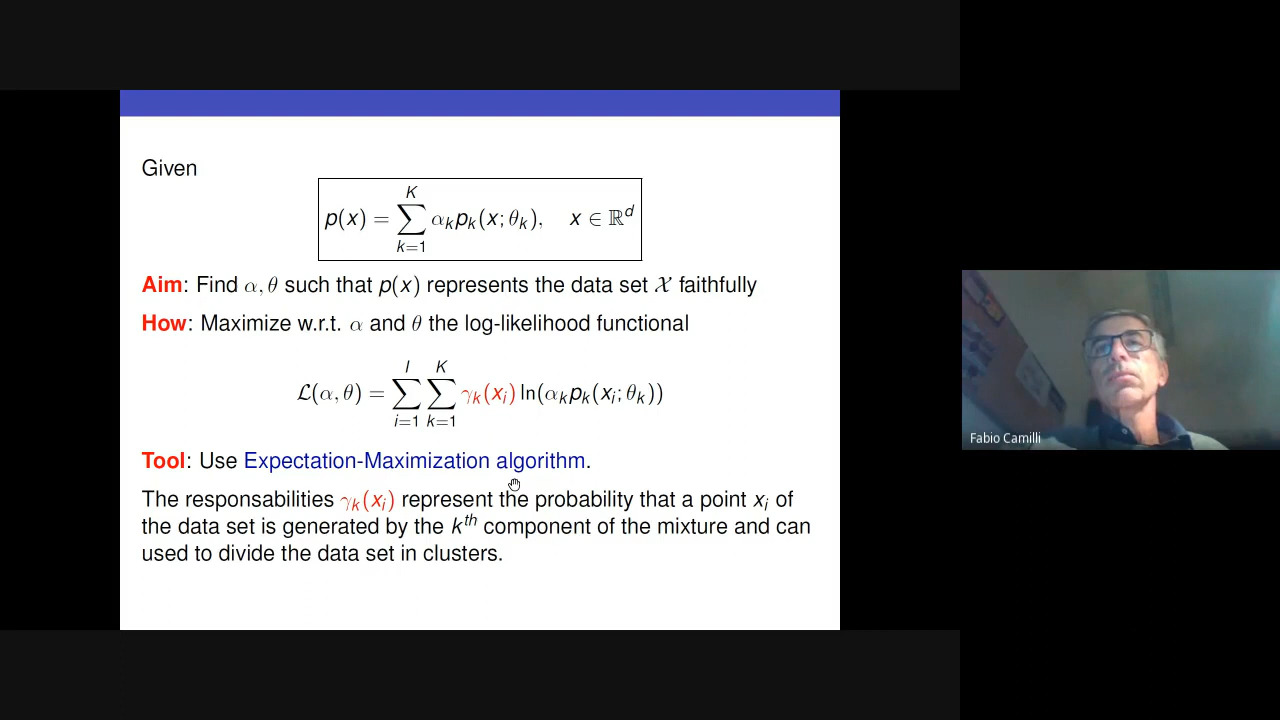 Given
p(x) = \sum_{k=1}^{K} α_k p_k(x; θ_k), x ∈ ℝ^d
Aim: Find α, θ such that p(x) represents the data set 𝒳 faithfully
How: Maximize w.r.t. α and θ the log-likelihood functional
ℒ(α, θ) = \sum_{i=1}^{I} \sum_{k=1}^{K} γ_k(x_i) ln(α_k p_k(x_i; θ_k))
Tool: Use Expectation-Maximization algorithm.
The responsabilities γ_k(x_i) represent the probability that a point x_i of
the data set is generated by the k^{th} component of the mixture and can
used to divide the data set in clusters.
Fabio Camilli